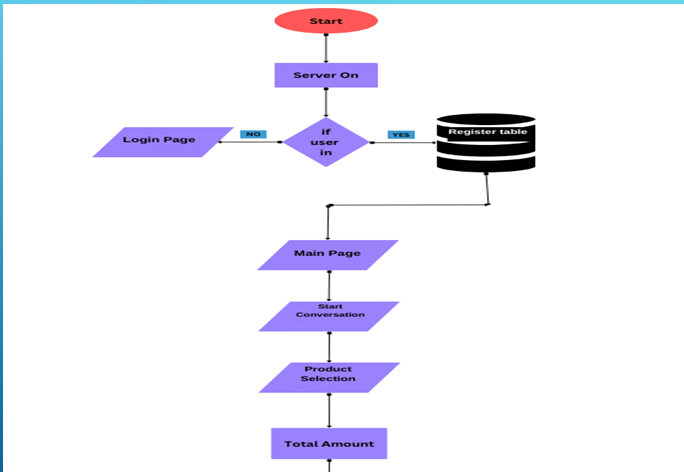 Start
Server On
if
user
in
NO
YES
Login Page
Register table
Main Page
Start
Conversation
Product
Selection
Total Amount